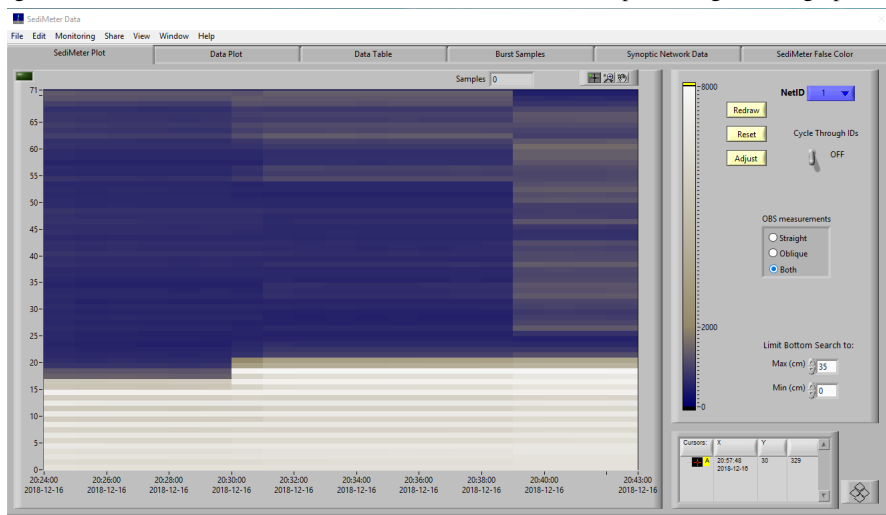 SediMeter Data
File Edit Monitoring Share View Window Help
SediMeter Plot Data Plot Data Table Burst Samples Synoptic Network Data SediMeter False Color
Samples 0
71-
65-
60-
55-
50-
45-
40-
35-
30-
25-
20-
15-
10-
5-
0-
20:24:00 20:26:00 20:28:00 20:30:00 20:32:00 20:34:00 20:36:00 20:38:00 20:40:00 20:43:00
2018-12-16 2018-12-16 2018-12-16 2018-12-16 2018-12-16 2018-12-16 2018-12-16 2018-12-16 2018-12-16 2018-12-16
-8000
-2000
-0
NetID 1
Redraw
Reset Cycle Through IDs
Adjust OFF
OBS measurements
Straight
Oblique
Both
Limit Bottom Search to:
Max (cm) 35
Min (cm) 0
Cursors: X Y
A 20:57:48 30 329
2018-12-16